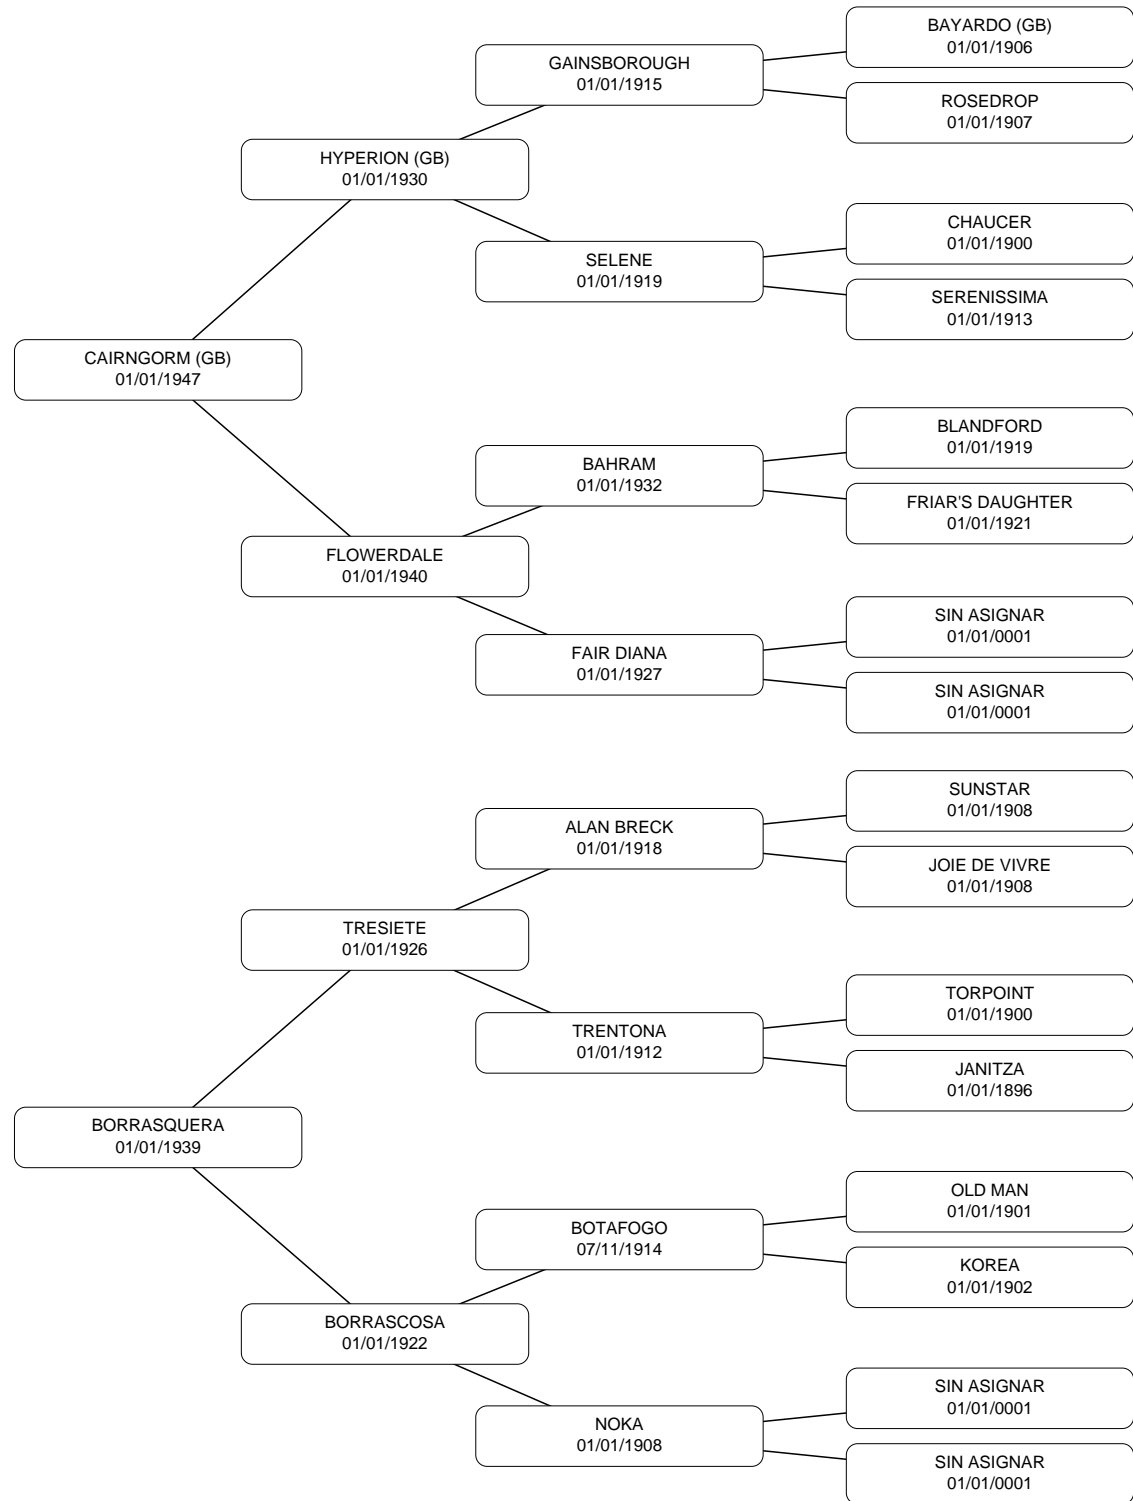 BAYARDO (GB)
01/01/1906
GAINSBOROUGH
01/01/1915
ROSEDROP
01/01/1907
HYPERION (GB)
01/01/1930
CHAUCER
01/01/1900
SELENE
01/01/1919
SERENISSIMA
01/01/1913
CAIRNGORM (GB)
01/01/1947
BLANDFORD
01/01/1919
BAHRAM
01/01/1932
FRIAR'S DAUGHTER
01/01/1921
FLOWERDALE
01/01/1940
SIN ASIGNAR
01/01/0001
FAIR DIANA
01/01/1927
SIN ASIGNAR
01/01/0001
SUNSTAR
01/01/1908
ALAN BRECK
01/01/1918
JOIE DE VIVRE
01/01/1908
TRESIETE
01/01/1926
TORPOINT
01/01/1900
TRENTONA
01/01/1912
JANITZA
01/01/1896
BORRASQUERA
01/01/1939
OLD MAN
01/01/1901
BOTAFOGO
07/11/1914
KOREA
01/01/1902
BORRASCOSA
01/01/1922
SIN ASIGNAR
01/01/0001
NOKA
01/01/1908
SIN ASIGNAR
01/01/0001